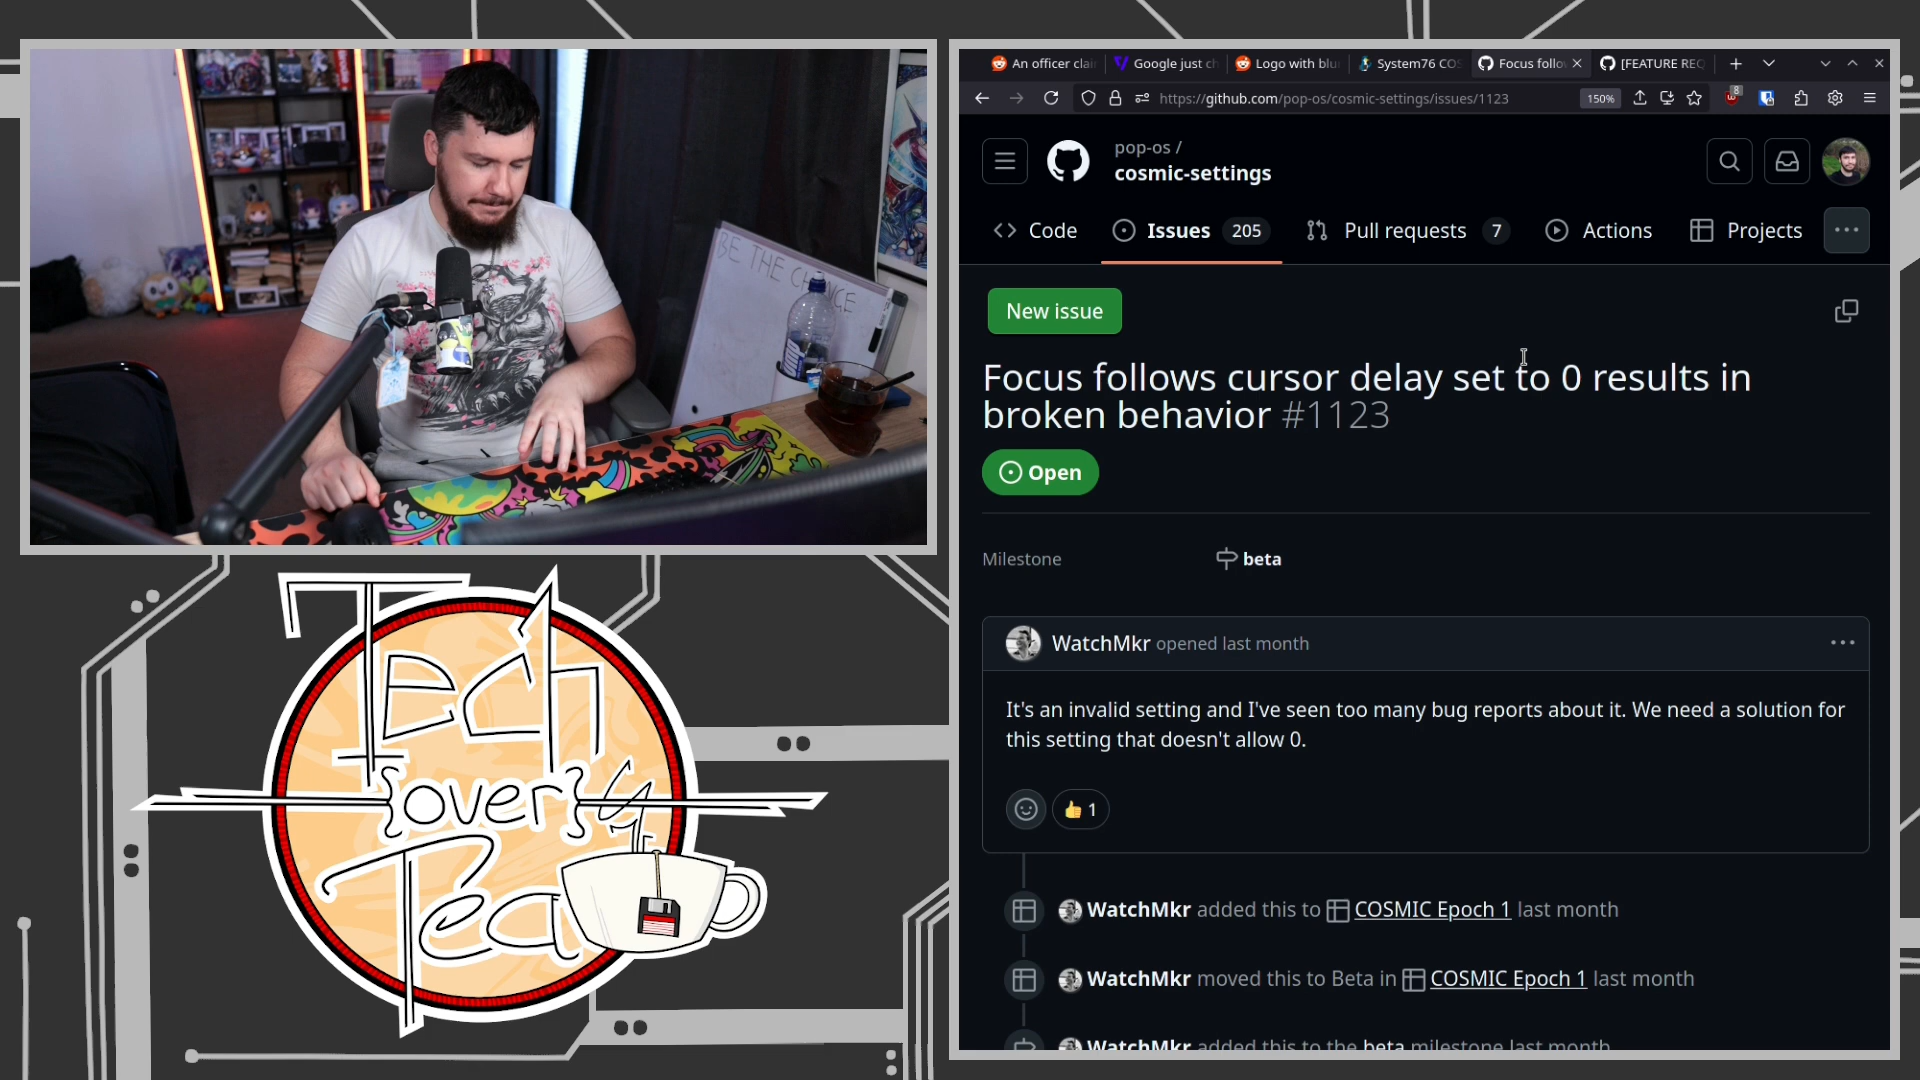 BE THE CHANCE
TEch
{over}
Tea
An officer clai
Google just ch
Logo with blu
System76 COS
Focus follo
[FEATURE REQ
https://github.com/pop-os/cosmic-settings/issues/1123
150%
8
pop-os /
cosmic-settings
Code
Issues 205
Pull requests 7
Actions
Projects
New issue
Focus follows cursor delay set to 0 results in
broken behavior #1123
Open
Milestone
beta
WatchMkr opened last month
It's an invalid setting and I've seen too many bug reports about it. We need a solution for
this setting that doesn't allow 0.
👍 1
WatchMkr added this to COSMIC Epoch 1 last month
WatchMkr moved this to Beta in COSMIC Epoch 1 last month
WatchMkr added this to the beta milestone last month